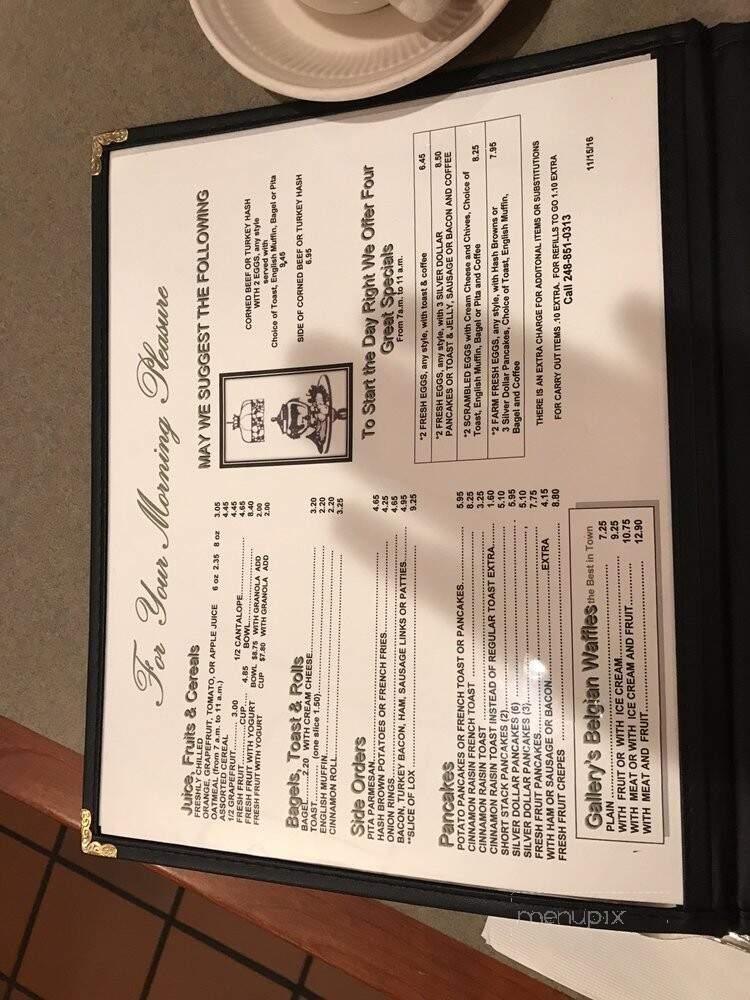 For Your Morning Pleasure
Juice, Fruits & Cereals
FRESHLY CHILLED
ORANGE, GRAPEFRUIT, TOMATO, OR APPLE JUICE 6 oz 2.35 8 oz 3.05
OATMEAL (from 7 a.m. to 11 a.m.) 4.45
ASSORTED CEREAL 4.45
1/2 GRAPEFRUIT 3.00 1/2 CANTALOPE 4.65
FRESH FRUIT CUP 4.85 BOWL 8.40
FRESH FRUIT WITH YOGURT BOWL $8.75 WITH GRANOLA ADD 2.00
FRESH FRUIT WITH YOGURT CUP $7.80 WITH GRANOLA ADD 2.00
Bagels, Toast & Rolls
BAGEL 2.20 WITH CREAM CHEESE 3.20
TOAST (one slice 1.50) 2.20
ENGLISH MUFFIN 2.20
CINNAMON ROLL 3.25
Side Orders
PITA PARMESAN 4.65
HASH BROWN POTATOES OR FRENCH FRIES 4.25
ONION RINGS 4.65
BACON, TURKEY BACON, HAM, SAUSAGE LINKS OR PATTIES 4.95
**SLICE OF LOX 9.25
Pancakes
POTATO PANCAKES OR FRENCH TOAST OR PANCAKES 5.95
CINNAMON RAISIN FRENCH TOAST 8.25
CINNAMON RAISIN TOAST 3.25
CINNAMON RAISIN TOAST INSTEAD OF REGULAR TOAST EXTRA 1.60
SHORT STACK PANCAKES (2) 5.10
SILVER DOLLAR PANCAKES (6) 5.95
SILVER DOLLAR PANCAKES (3) 5.10
FRESH FRUIT PANCAKES 7.75
WITH HAM OR SAUSAGE OR BACON EXTRA 4.15
FRESH FRUIT CREPES 8.80
Gallery's Belgian Waffles the Best in Town
PLAIN 7.25
WITH FRUIT OR WITH ICE CREAM 9.25
WITH MEAT OR WITH ICE CREAM AND FRUIT 10.75
WITH MEAT AND FRUIT 12.90
MAY WE SUGGEST THE FOLLOWING
CORNED BEEF OR TURKEY HASH
WITH 2 EGGS, any style
served with
Choice of Toast, English Muffin, Bagel or Pita
9.45
SIDE OF CORNED BEEF OR TURKEY HASH
6.95
To Start the Day Right We Offer Four
Great Specials
From 7a.m. to 11 a.m.
*2 FRESH EGGS, any style, with toast & coffee 6.45
*2 FRESH EGGS, any style, with 3 SILVER DOLLAR 8.50
PANCAKES OR TOAST & JELLY, SAUSAGE OR BACON AND COFFEE
*2 SCRAMBLED EGGS with Cream Cheese and Chives, Choice of
Toast, English Muffin, Bagel or Pita and Coffee 8.25
*2 FARM FRESH EGGS, any style, with Hash Browns or 7.95
3 Silver Dollar Pancakes, Choice of Toast, English Muffin,
Bagel and Coffee
THERE IS AN EXTRA CHARGE FOR ADDITONAL ITEMS OR SUBSTITUTIONS
FOR CARRY OUT ITEMS .10 EXTRA. FOR REFILLS TO GO 1.10 EXTRA
Call 248-851-0313
11/15/16
menupix